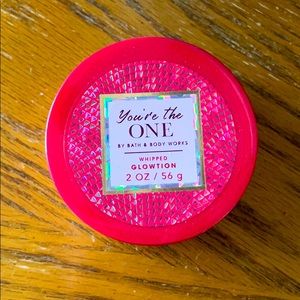 You're the
ONE
BY BATH & BODY WORKS
WHIPPED
GLOWTION
2 OZ / 56 g